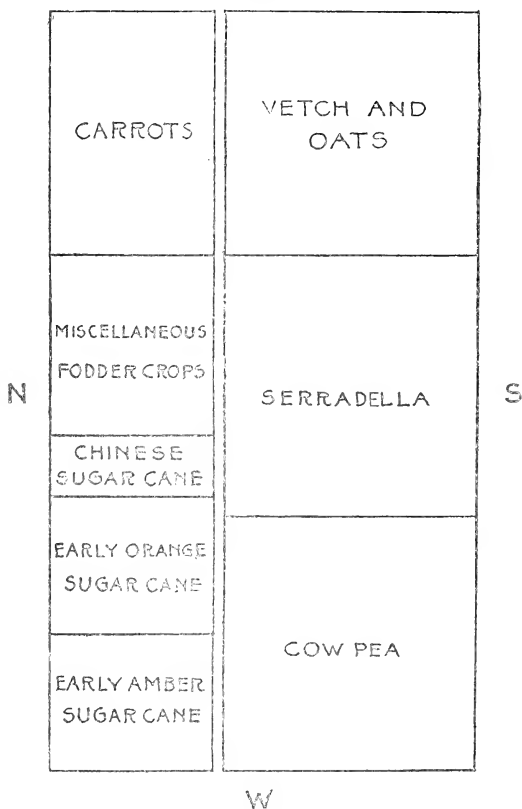 CARROTS
VETCH AND
OATS
MISCELLANEOUS
FODDER CROPS
N
SERRADELLA
S
CHINESE
SUGAR CANE
EARLY ORANGE
SUGAR CANE
COW PEA
EARLY AMBER
SUGAR CANE
W